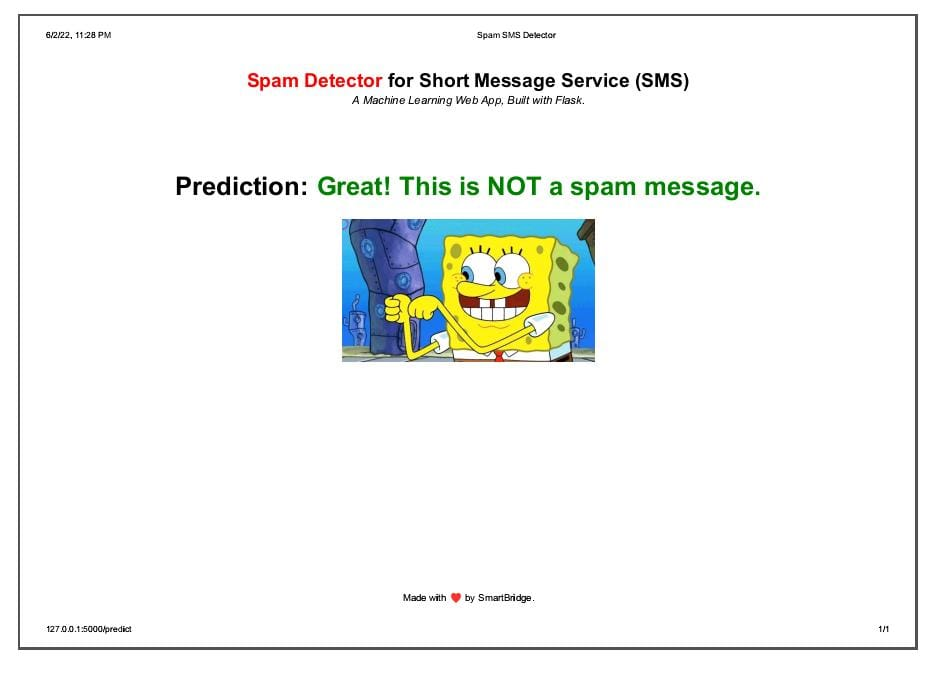 6/2/22, 11:28 PM Spam SMS Detector
Spam Detector for Short Message Service (SMS)
A Machine Learning Web App, Built with Flask.
Prediction: Great! This is NOT a spam message.
Made with ❤ by SmartBridge.
127.0.0.1:5000/predict 1/1